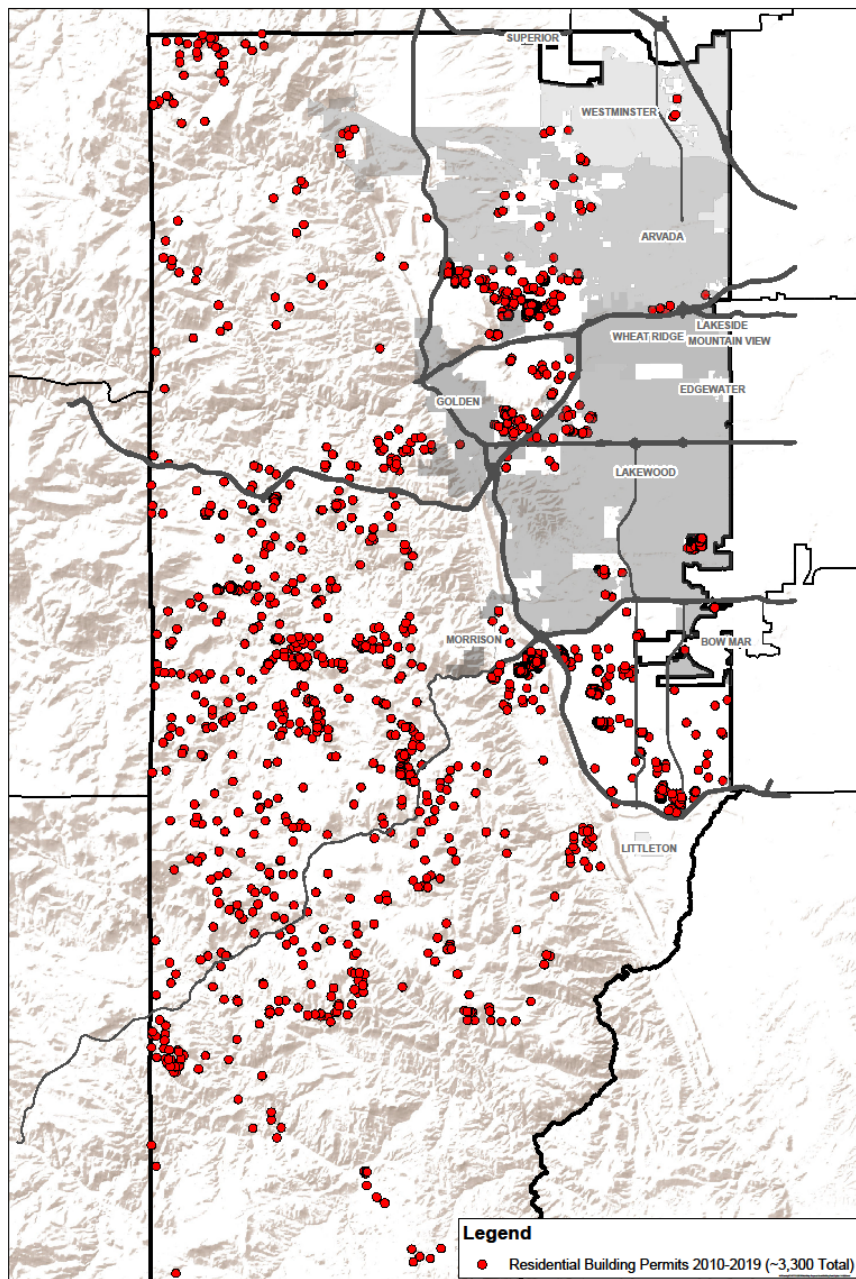 SUPERIOR
WESTMINSTER
ARVADA
LAKESIDE
WHEAT RIDGE
MOUNTAIN VIEW
EDGEWATER
GOLDEN
LAKEWOOD
MORRISON
BOW MAR
LITTLETON
Legend
Residential Building Permits 2010-2019 (~3,300 Total)